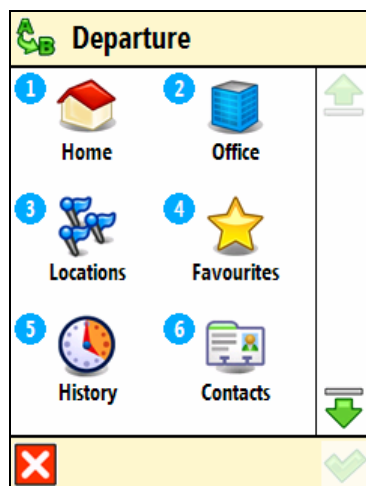 A B Departure
1 2
Home Office
3 4
Locations Favourites
5 6
History Contacts